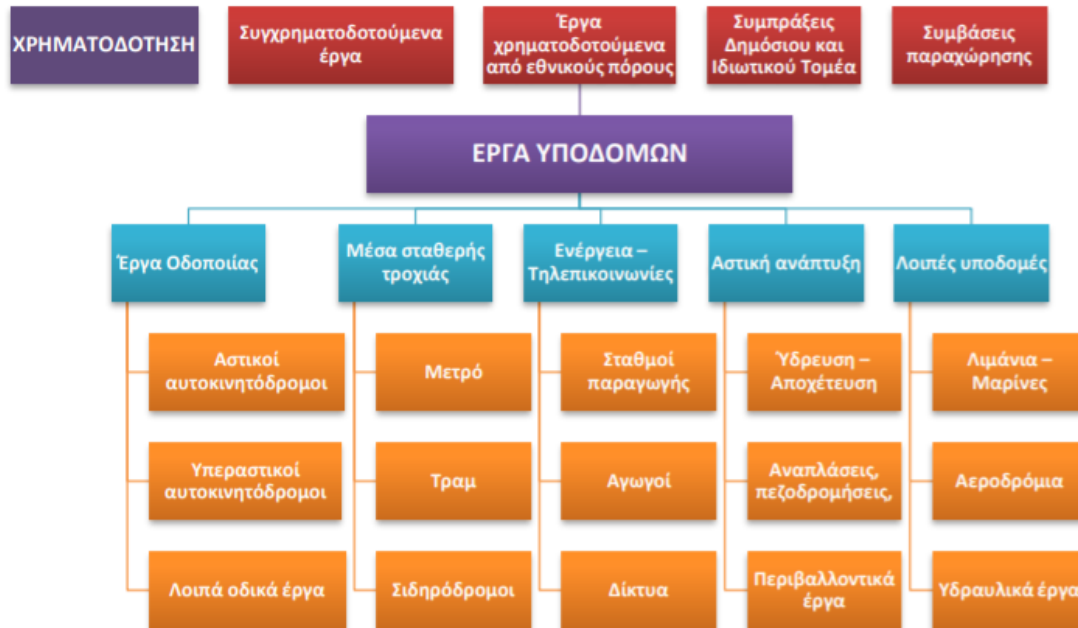 ΧΡΗΜΑΤΟΔΟΤΗΣΗ
Συγχρηματοδοτούμενα
έργα
Έργα
χρηματοδοτούμενα
από εθνικούς πόρους
Συμπράξεις
Δημόσιου και
Ιδιωτικού Τομέα
Συμβάσεις
παραχώρησης
ΕΡΓΑ ΥΠΟΔΟΜΩΝ
Έργα Οδοποιίας
Μέσα σταθερής
τροχιάς
Ενέργεια –
Τηλεπικοινωνίες
Αστική ανάπτυξη
Λοιπές υποδομές
Αστικοί
αυτοκινητόδρομοι
Μετρό
Σταθμοί
παραγωγής
Ύδρευση –
Αποχέτευση
Λιμάνια –
Μαρίνες
Υπεραστικοί
αυτοκινητόδρομοι
Τραμ
Αγωγοί
Αναπλάσεις,
πεζοδρομήσεις,
Αεροδρόμια
Λοιπά οδικά έργα
Σιδηρόδρομοι
Δίκτυα
Περιβαλλοντικά
έργα
Υδραυλικά έργα